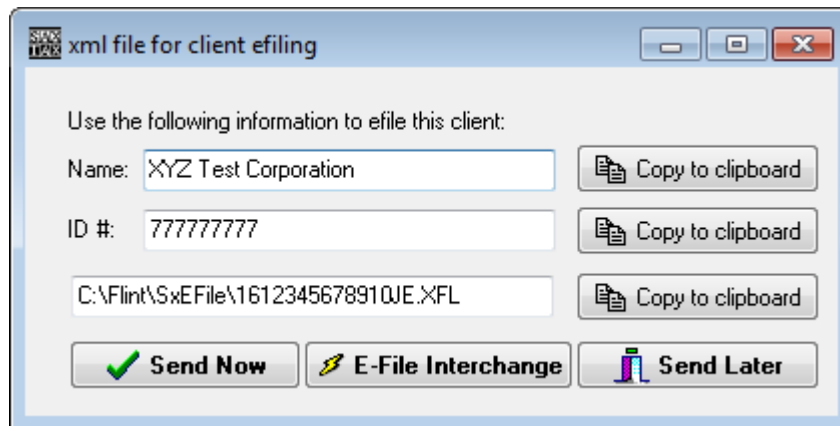 xml file for client efiling
Use the following information to efile this client:
Name: XYZ Test Corporation Copy to clipboard
ID #: 777777777 Copy to clipboard
C:\Flint\SxEFile\1612345678910JE.XFL Copy to clipboard
Send Now E-File Interchange Send Later